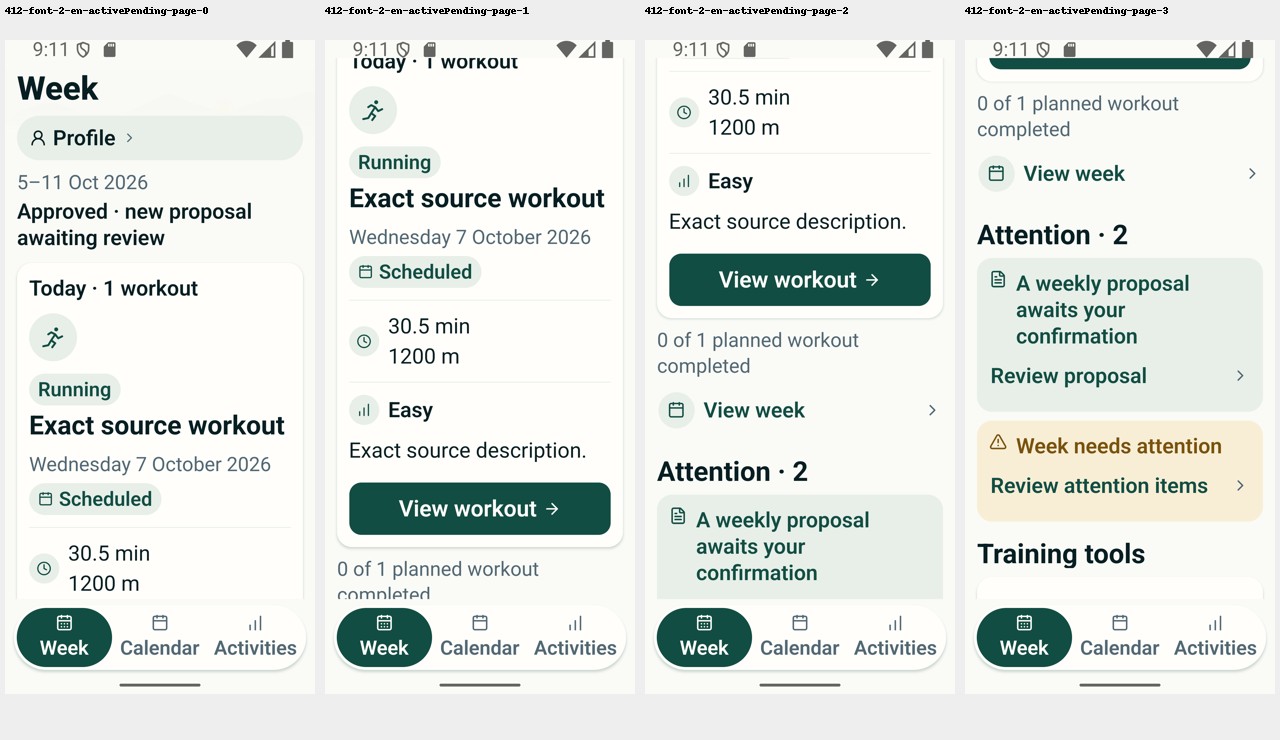 412-font-2-en-activePending-page-0
9:11
Week
Profile
5–11 Oct 2026
Approved · new proposal
awaiting review
Today · 1 workout
Running
Exact source workout
Wednesday 7 October 2026
Scheduled
30.5 min
1200 m
Week
Calendar
Activities
412-font-2-en-activePending-page-1
9:11
Today · 1 workout
Running
Exact source workout
Wednesday 7 October 2026
Scheduled
30.5 min
1200 m
Easy
Exact source description.
View workout →
0 of 1 planned workout
completed
Week
Calendar
Activities
412-font-2-en-activePending-page-2
9:11
30.5 min
1200 m
Easy
Exact source description.
View workout →
0 of 1 planned workout
completed
View week
Attention · 2
A weekly proposal
awaits your
confirmation
Week
Calendar
Activities
412-font-2-en-activePending-page-3
9:11
0 of 1 planned workout
completed
View week
Attention · 2
A weekly proposal
awaits your
confirmation
Review proposal
Week needs attention
Review attention items
Training tools
Week
Calendar
Activities